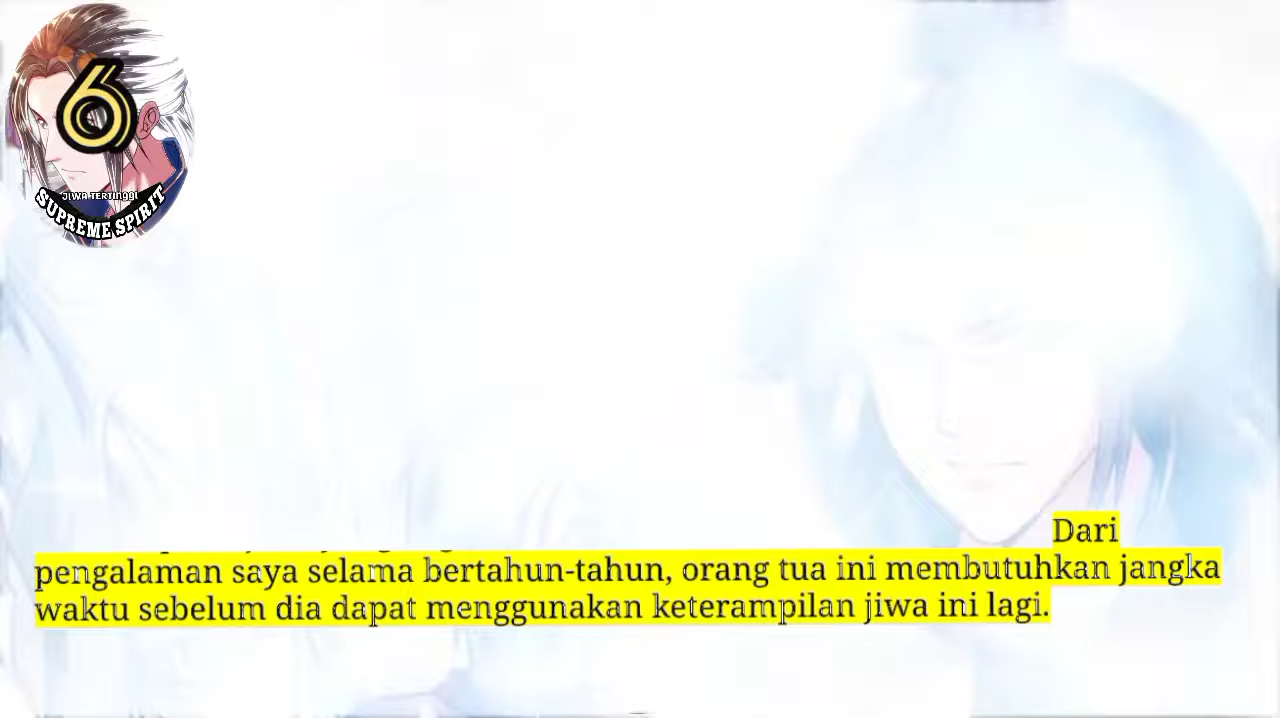 6
JIWA TERTINGGI
SUPREME SPIRIT
Dari
pengalaman saya selama bertahun-tahun, orang tua ini membutuhkan jangka
waktu sebelum dia dapat menggunakan keterampilan jiwa ini lagi.